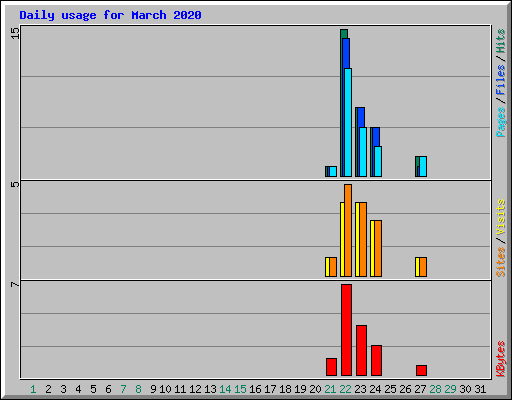 Daily usage for March 2020
15
5
7
Pages/Files/Hits
Sites/Visits
KBytes
1 2 3 4 5 6 7 8 9 10 11 12 13 14 15 16 17 18 19 20 21 22 23 24 25 26 27 28 29 30 31